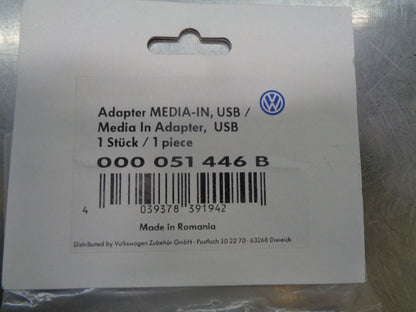 Adapter MEDIA-IN, USB /
Media In Adapter, USB
1 Stück / 1 piece
000 051 446 B
4 039378 391942
Made in Romania
Distributed by Volkswagen Zubehör GmbH · Postfach 10 22 70 · 63268 Dreieich